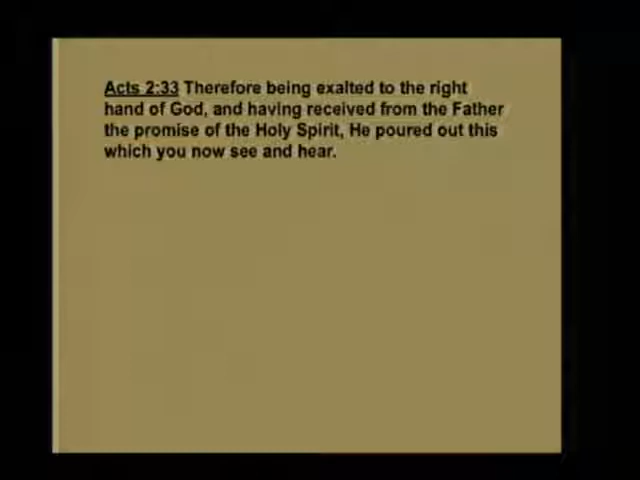 Acts 2:33 Therefore being exalted to the right
hand of God, and having received from the Father
the promise of the Holy Spirit, He poured out this
which you now see and hear.